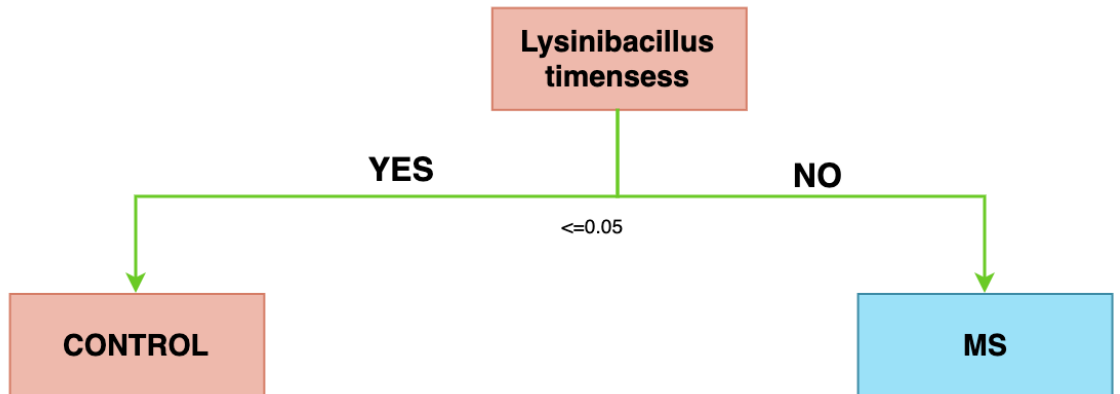 Lysinibacillus
timensess
YES
NO
<=0.05
CONTROL
MS